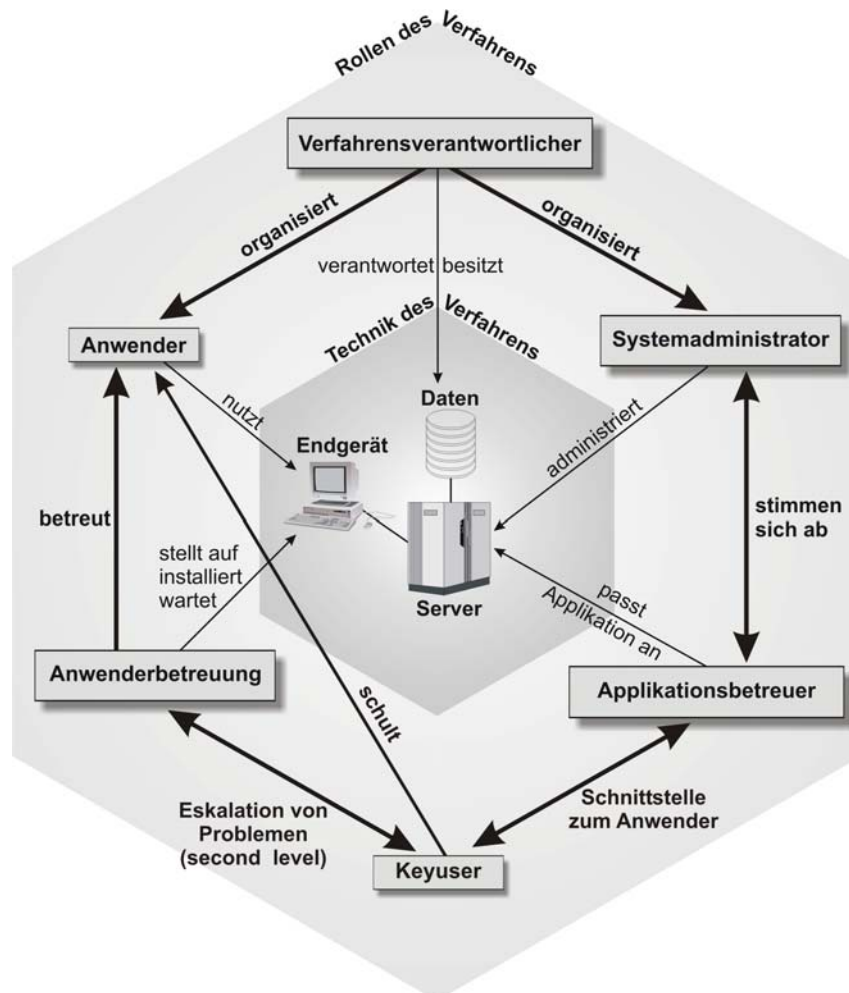 Rollen des Verfahrens
Verfahrensverantwortlicher
organisiert
organisiert
verantwortet besitzt
Technik des Verfahrens
Anwender
Systemadministrator
nutzt
Daten
administriert
Endgerät
betreut
stimmen
sich ab
stellt auf
installiert
wartet
Server
passt
Applikation an
Anwenderbetreuung
Applikationsbetreuer
schult
Eskalation von
Problemen
(second level)
Schnittstelle
zum Anwender
Keyuser